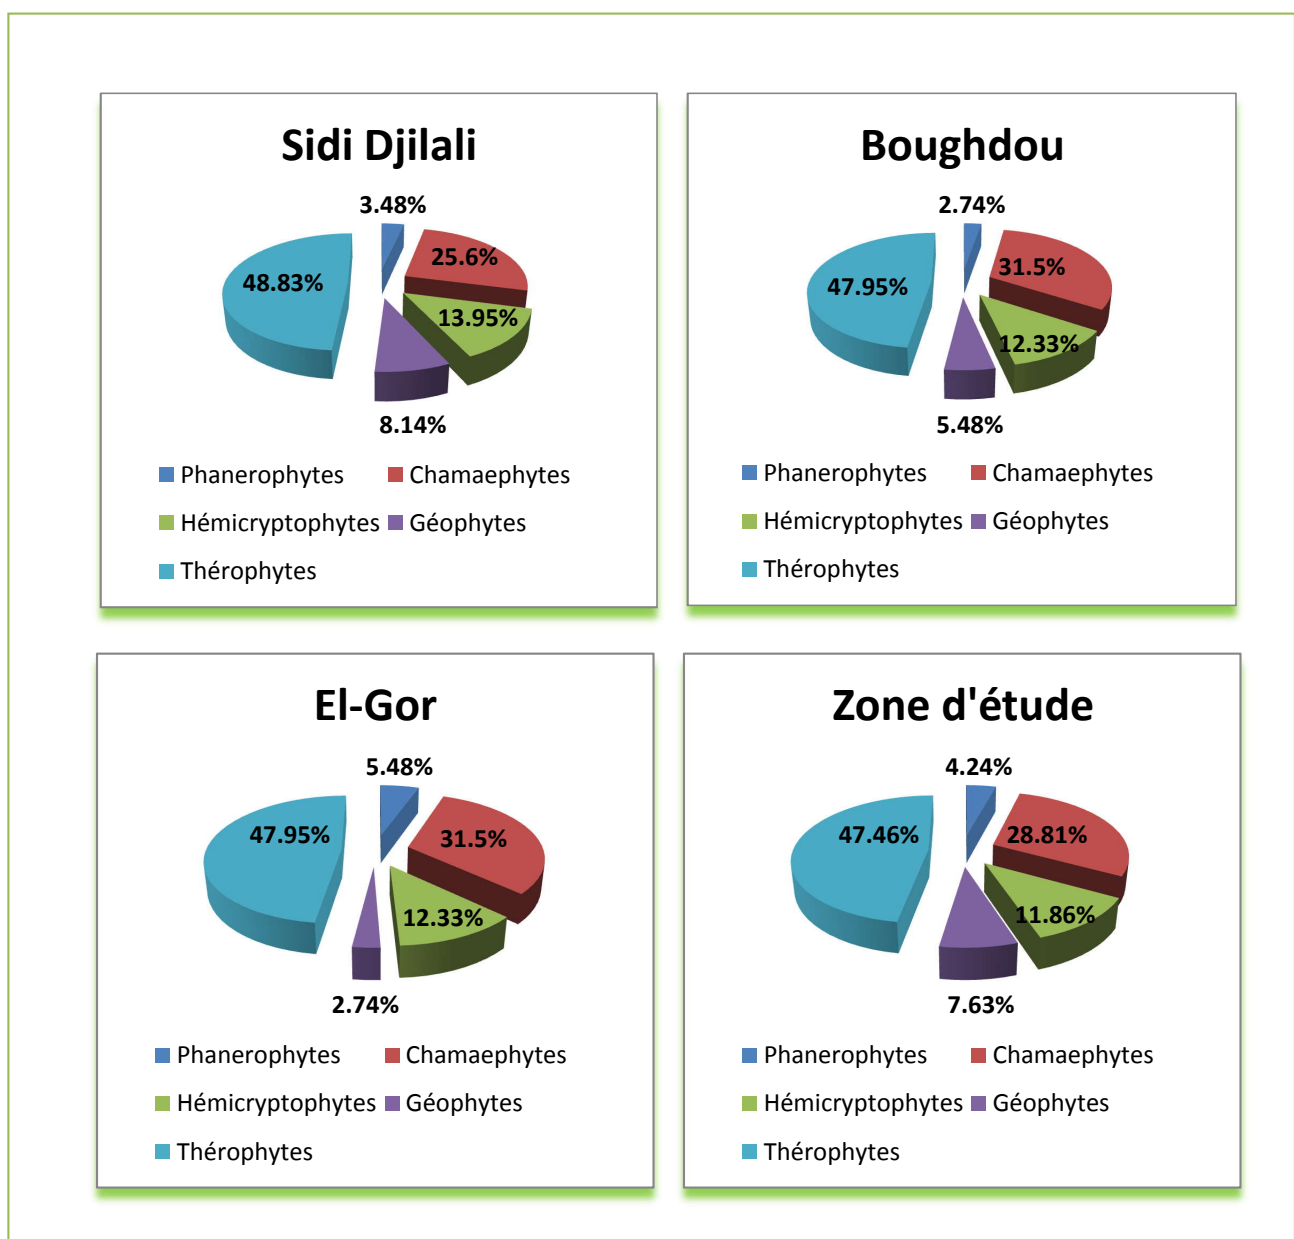 Sidi Djilali
3.48%
25.6%
48.83%
13.95%
8.14%
Phanerophytes Chamaephytes
Hémicryptophytes Géophytes
Thérophytes
Boughdou
2.74%
31.5%
47.95%
12.33%
5.48%
Phanerophytes Chamaephytes
Hémicryptophytes Géophytes
Thérophytes
El-Gor
5.48%
47.95%
31.5%
12.33%
2.74%
Phanerophytes Chamaephytes
Hémicryptophytes Géophytes
Thérophytes
Zone d'étude
4.24%
47.46%
28.81%
11.86%
7.63%
Phanerophytes Chamaephytes
Hémicryptophytes Géophytes
Thérophytes